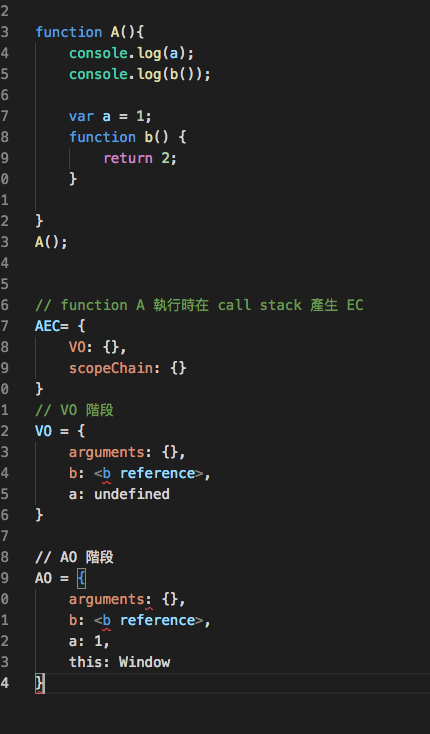 2
3 function A(){
4 console.log(a);
5 console.log(b());
6
7 var a = 1;
8 function b() {
9 return 2;
0 }
1
2 }
3 A();
4
5
6 // function A 執行時在 call stack 產生 EC
7 AEC= {
8 VO: {},
9 scopeChain: {}
0 }
1 // VO 階段
2 VO = {
3 arguments: {},
4 b: <b reference>,
5 a: undefined
6 }
7
8 // AO 階段
9 AO = {
0 arguments: {},
1 b: <b reference>,
2 a: 1,
3 this: Window
4 }